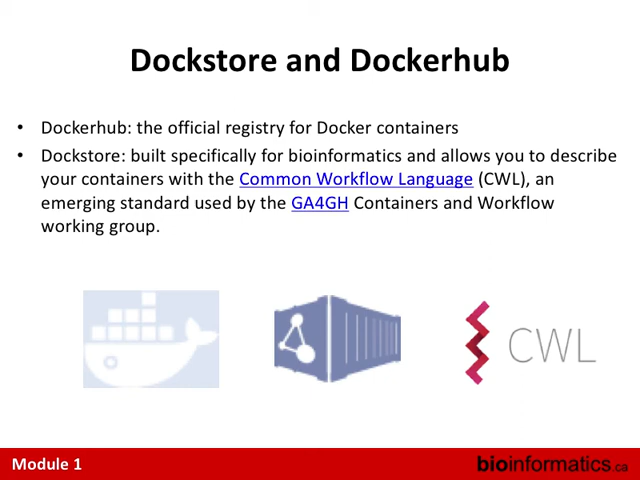 Dockstore and Dockerhub
• Dockerhub: the official registry for Docker containers
• Dockstore: built specifically for bioinformatics and allows you to describe
your containers with the Common Workflow Language (CWL), an
emerging standard used by the GA4GH Containers and Workflow
working group.
CWL
Module 1
bioinformatics.ca